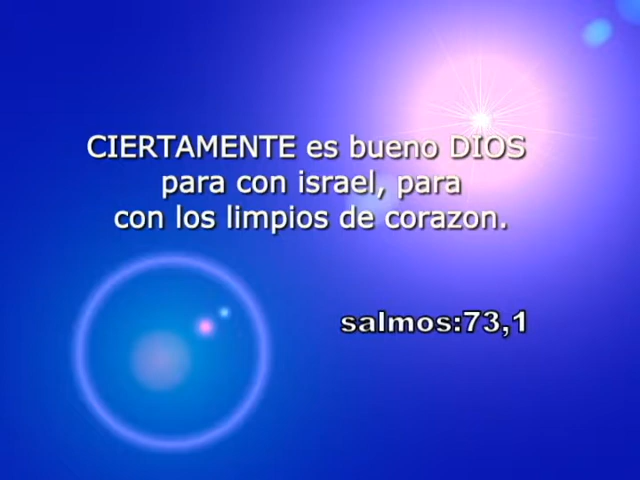 CIERTAMENTE es bueno DIOS
para con israel, para
con los limpios de corazon.
salmos:73,1